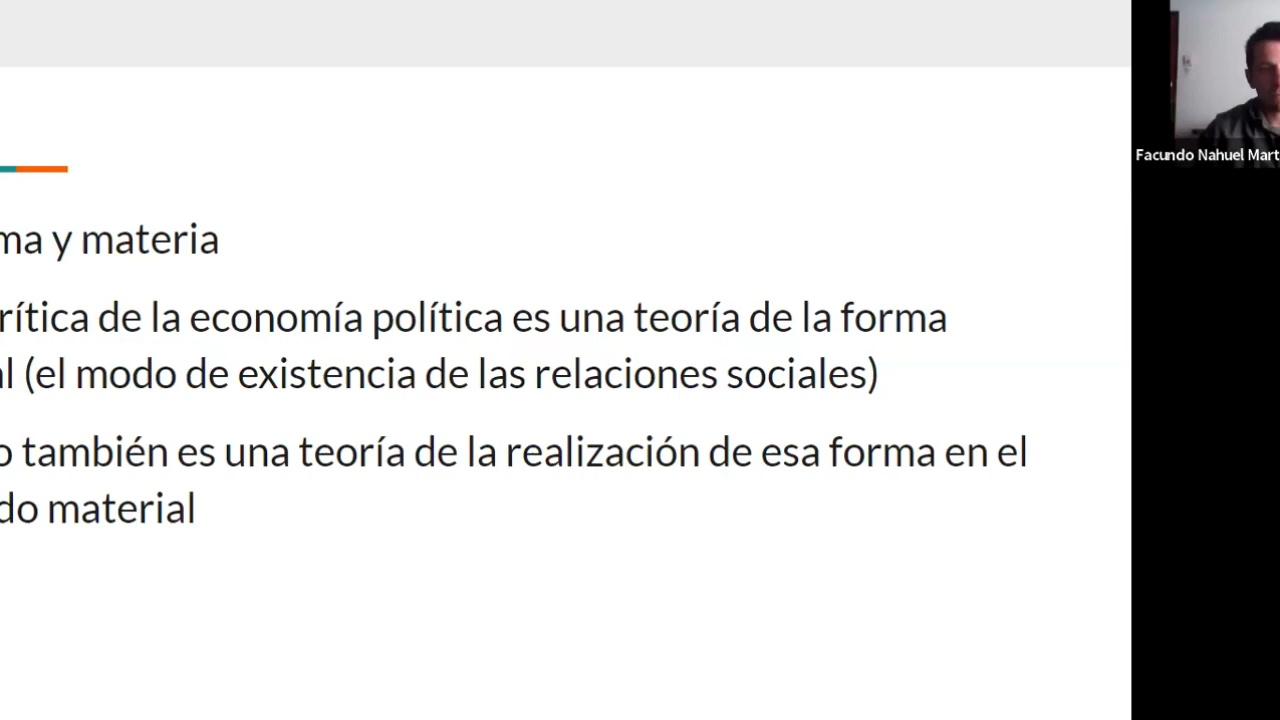 ma y materia
rítica de la economía política es una teoría de la forma
al (el modo de existencia de las relaciones sociales)
o también es una teoría de la realización de esa forma en el
do material
Facundo Nahuel Mart